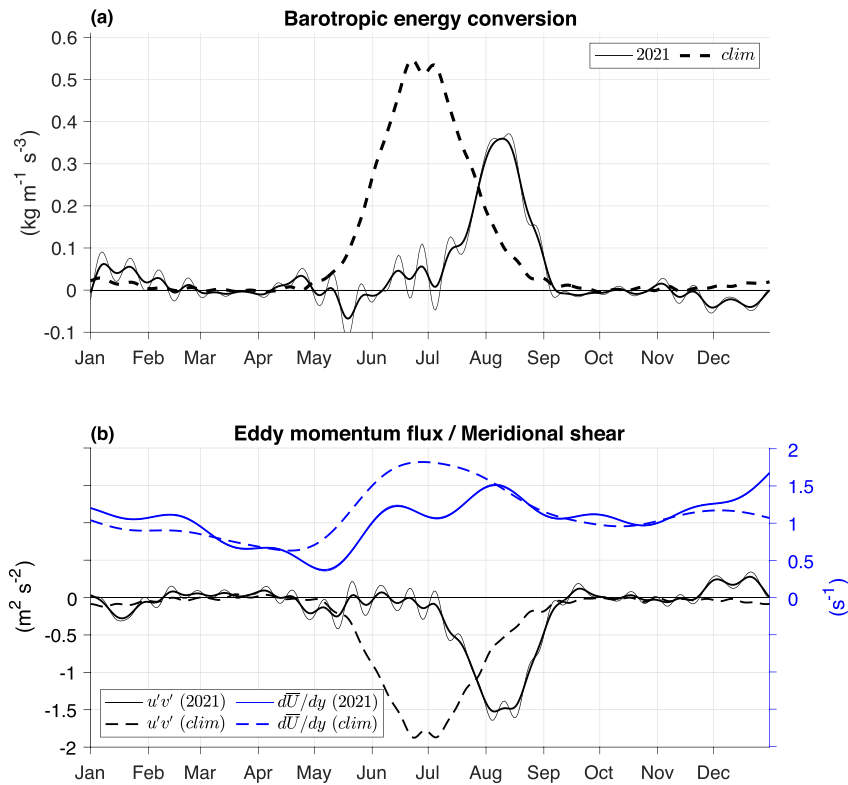 (a) Barotropic energy conversion
0.6
0.5
0.4
0.3
0.2
0.1
0
-0.1
(kg m⁻¹ s⁻³)
2021 clim
Jan Feb Mar Apr May Jun Jul Aug Sep Oct Nov Dec
(b) Eddy momentum flux / Meridional shear
0
-0.5
-1
-1.5
-2
(m² s⁻²)
2
1.5
1
0.5
0
(s⁻¹)
u′v′ (2021) dU̅/dy (2021)
u′v′ (clim) dU̅/dy (clim)
Jan Feb Mar Apr May Jun Jul Aug Sep Oct Nov Dec